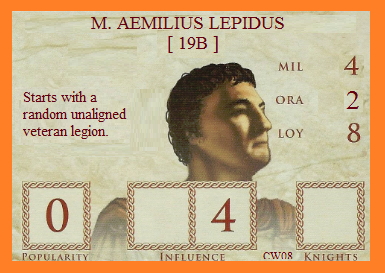 M. AEMILIUS LEPIDUS
[ 19B ]
MIL 4
Starts with a
random unaligned
veteran legion.
ORA 2
LOY 8
0 4
POPULARITY INFLUENCE CW08 KNIGHTS